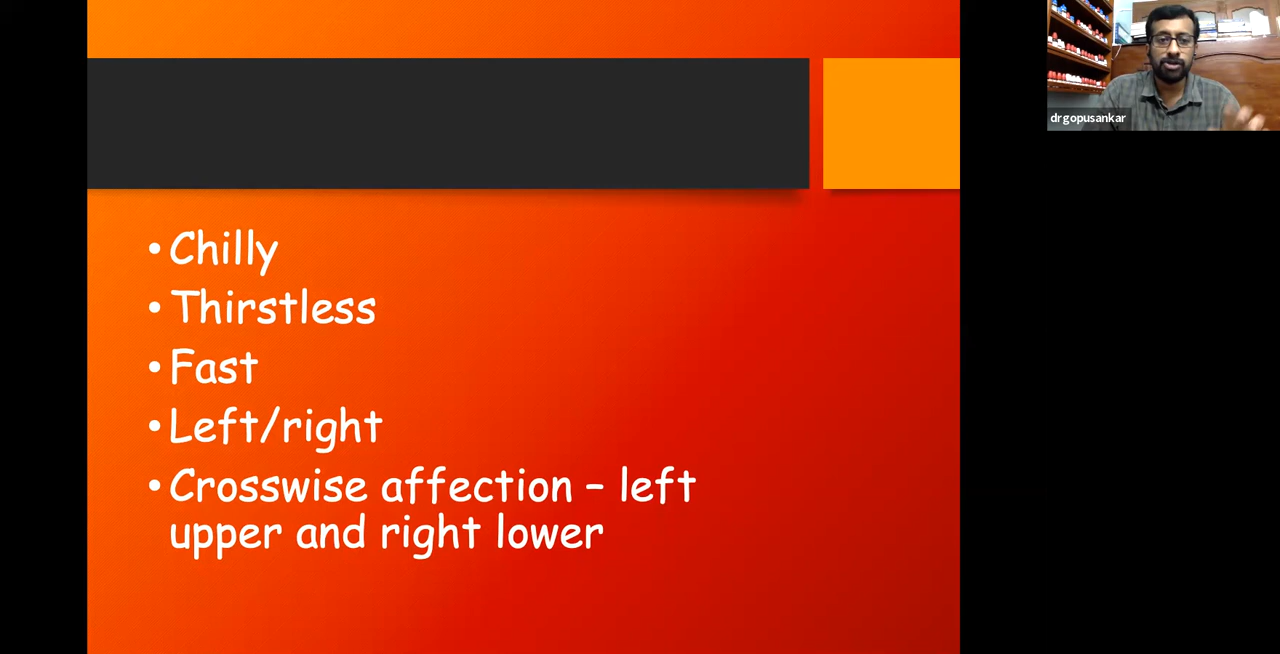 drgopusankar
• Chilly
• Thirstless
• Fast
• Left/right
• Crosswise affection – left
upper and right lower